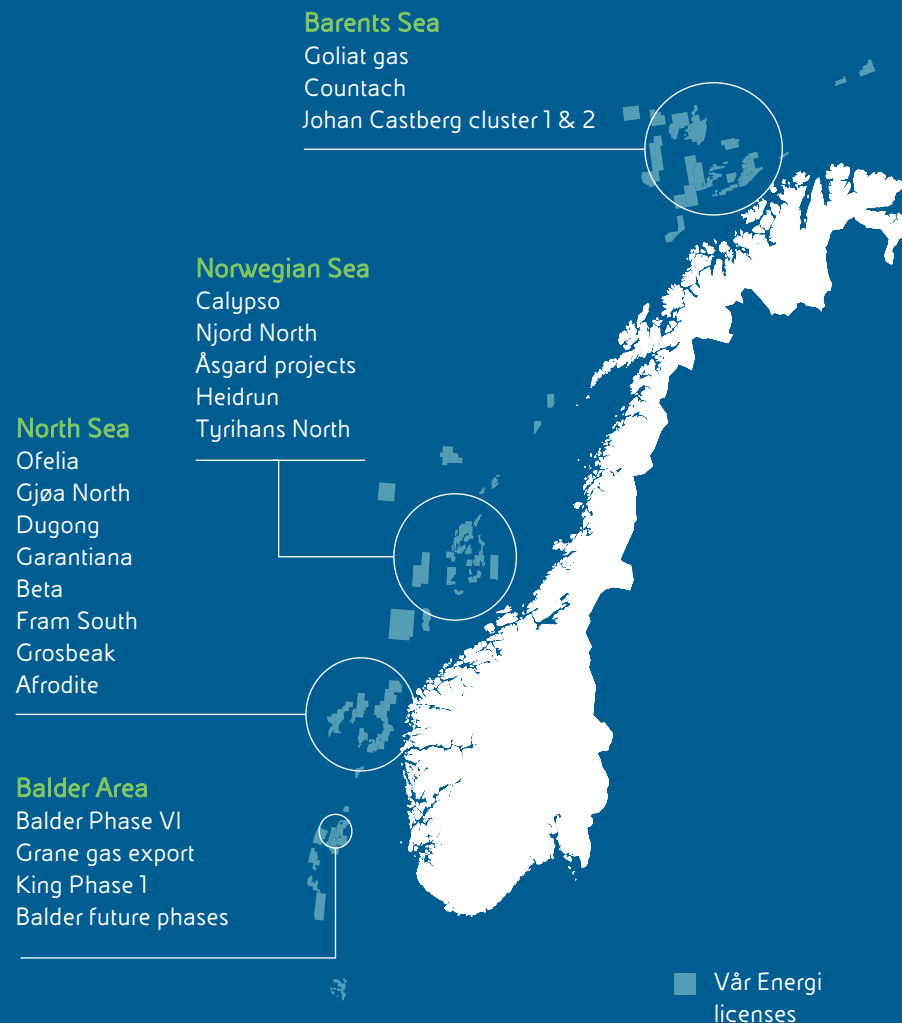 Barents Sea
Goliat gas
Countach
Johan Castberg cluster 1 & 2
Norwegian Sea
Calypso
Njord North
Åsgard projects
Heidrun
Tyrihans North
North Sea
Ofelia
Gjøa North
Dugong
Garantiana
Beta
Fram South
Grosbeak
Afrodite
Balder Area
Balder Phase VI
Grane gas export
King Phase 1
Balder future phases
Vår Energi
licenses